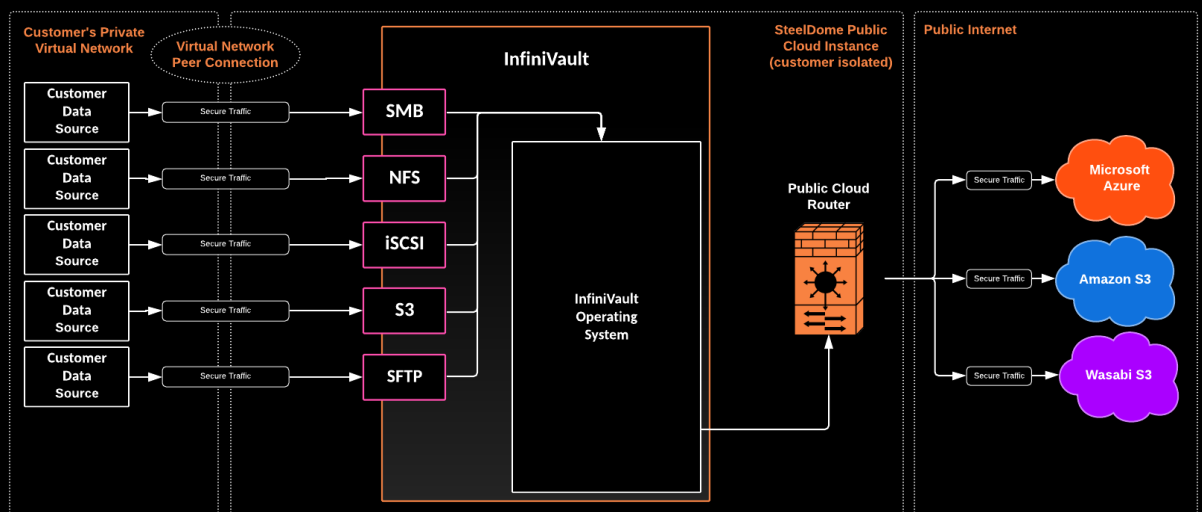 Customer's Private
Virtual Network
Virtual Network
Peer Connection
InfiniVault
SteelDome Public
Cloud Instance
(customer isolated)
Public Internet
Customer
Data
Source
Secure Traffic
SMB
Customer
Data
Source
Secure Traffic
NFS
Customer
Data
Source
Secure Traffic
iSCSI
Customer
Data
Source
Secure Traffic
S3
Customer
Data
Source
Secure Traffic
SFTP
InfiniVault
Operating
System
Public Cloud
Router
Secure Traffic
Microsoft
Azure
Secure Traffic
Amazon S3
Secure Traffic
Wasabi S3